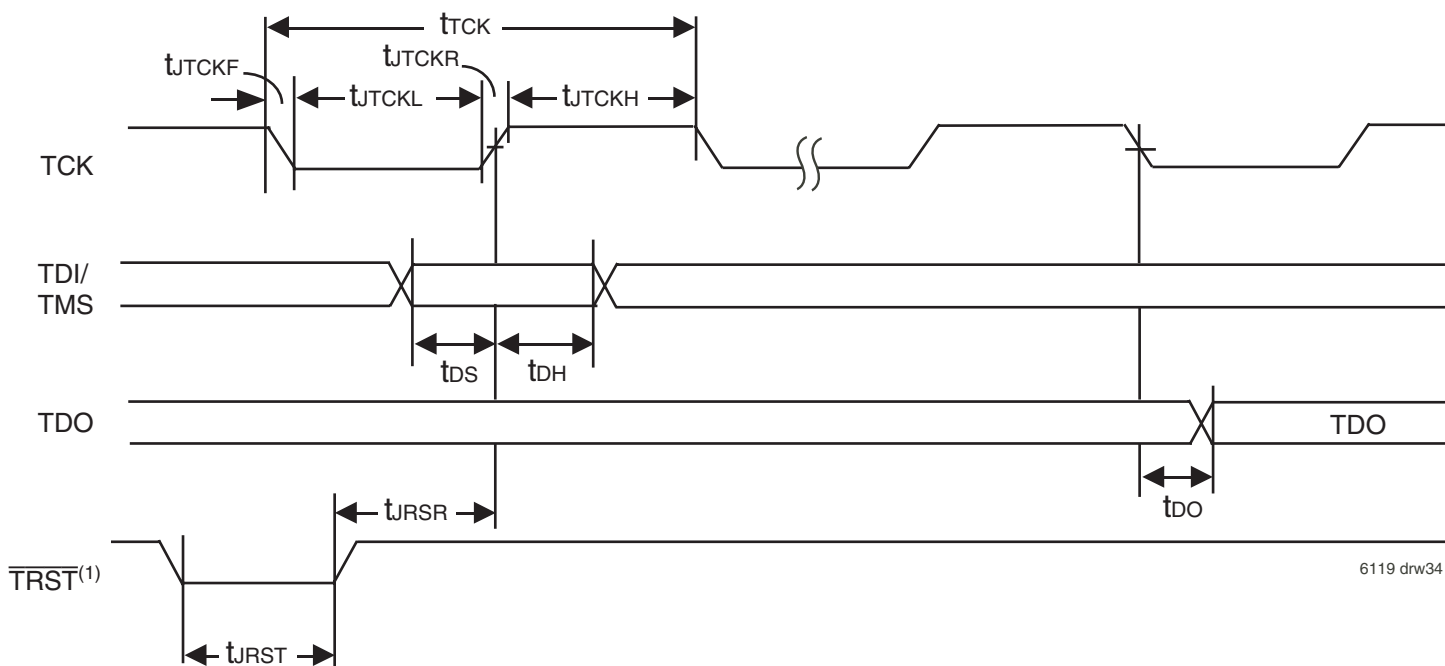 tTCK
tJTCKF
tJTCKR
tJTCKL
tJTCKH
TCK
TDI/
TMS
tDS
tDH
TDO
TDO
tDO
tJRSR
TRST(1)
6119 drw34
tJRST